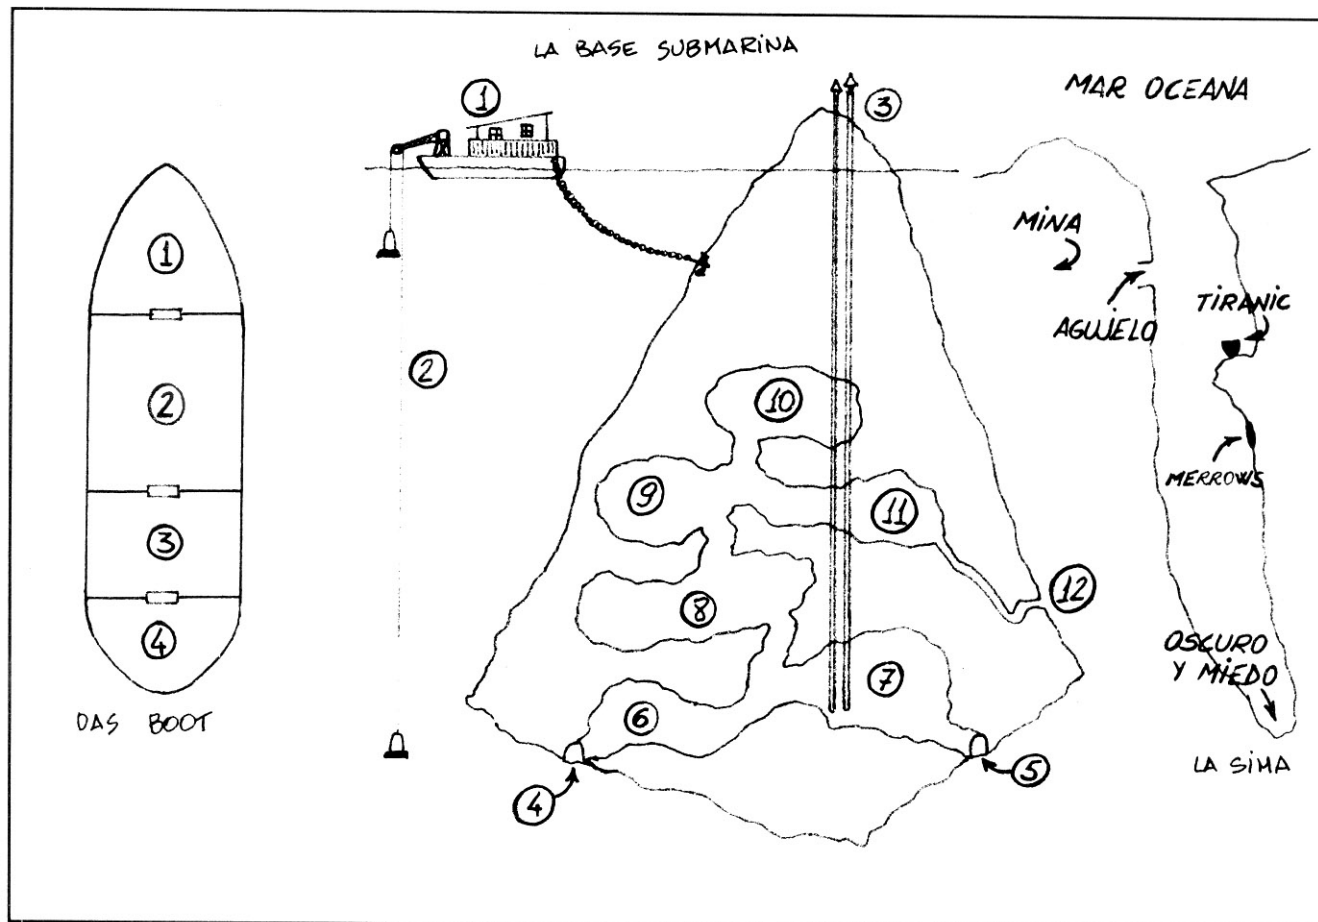 LA BASE SUBMARINA
MAR OCEANA
1
3
MINA
AGUJELO
TIRANIC
MERROWS
OSCURO
Y MIEDO
LA SIMA
2
10
9
11
8
12
7
6
4
5
1
2
3
4
DAS BOOT